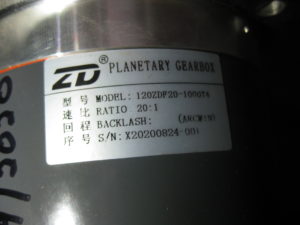 ZD® PLANETARY GEARBOX
型号 MODEL: 120ZDF20-1000T4
速比 RATIO 20:1
回程 BACKLASH: (ARCMIN)
序号 S/N: X20200824-001